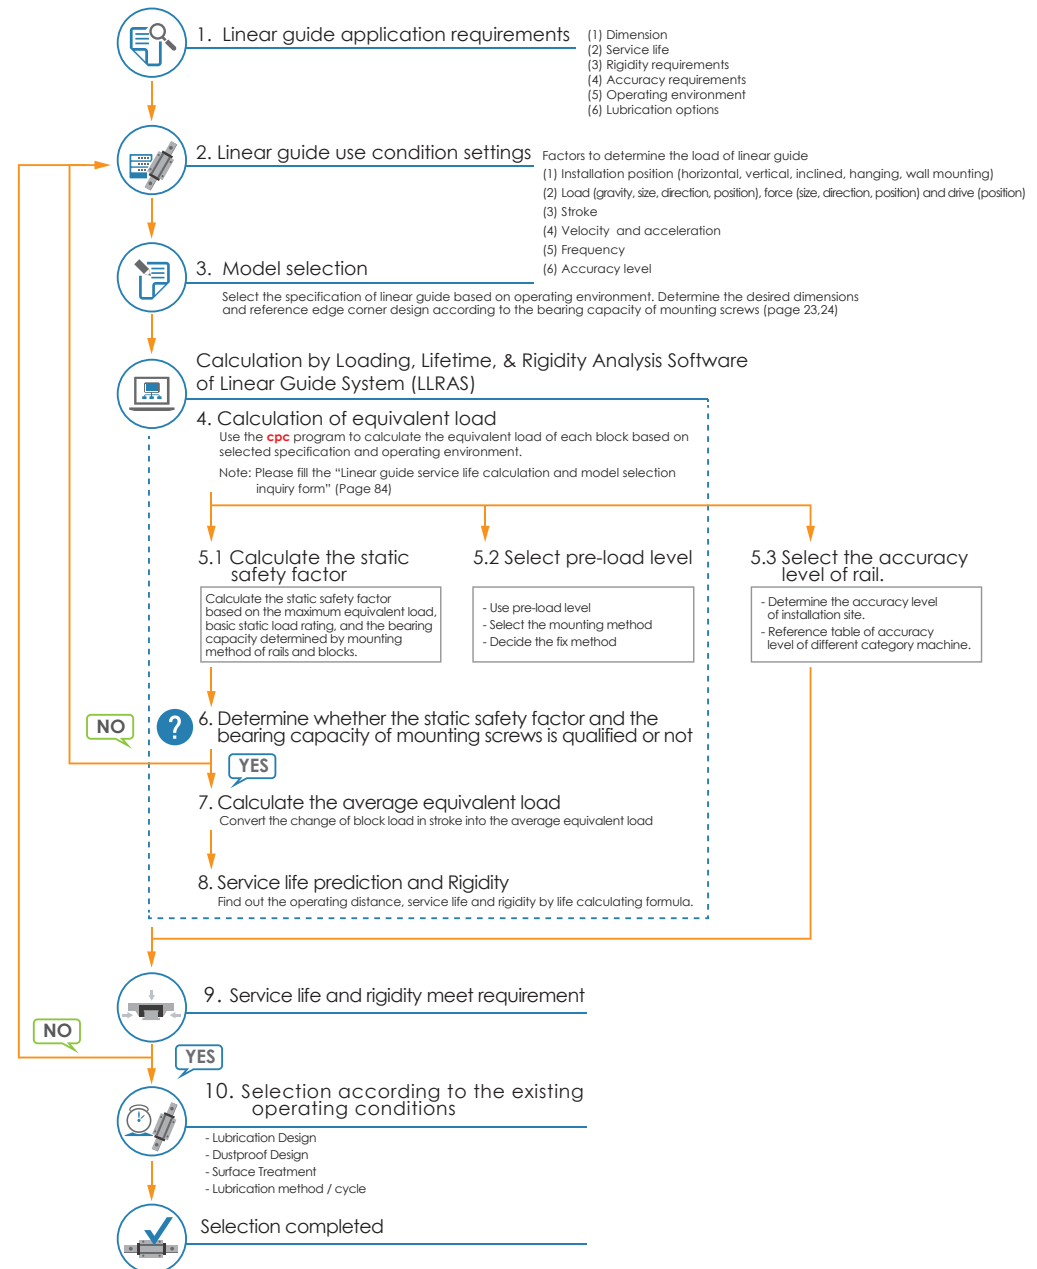 1. Linear guide application requirements
(1) Dimension
(2) Service life
(3) Rigidity requirements
(4) Accuracy requirements
(5) Operating environment
(6) Lubrication options
2. Linear guide use condition settings
Factors to determine the load of linear guide
(1) Installation position (horizontal, vertical, inclined, hanging, wall mounting)
(2) Load (gravity, size, direction, position), force (size, direction, position) and drive (position)
(3) Stroke
(4) Velocity and acceleration
(5) Frequency
(6) Accuracy level
3. Model selection
Select the specification of linear guide based on operating environment. Determine the desired dimensions
and reference edge corner design according to the bearing capacity of mounting screws (page 23,24)
Calculation by Loading, Lifetime, & Rigidity Analysis Software
of Linear Guide System (LLRAS)
4. Calculation of equivalent load
Use the cpc program to calculate the equivalent load of each block based on
selected specification and operating environment.
Note: Please fill the “Linear guide service life calculation and model selection
inquiry form” (Page 84)
5.1 Calculate the static
safety factor
Calculate the static safety factor
based on the maximum equivalent load,
basic static load rating, and the bearing
capacity determined by mounting
method of rails and blocks.
5.2 Select pre-load level
- Use pre-load level
- Select the mounting method
- Decide the fix method
5.3 Select the accuracy
level of rail.
- Determine the accuracy level
of installation site.
- Reference table of accuracy
level of different category machine.
NO
?
6. Determine whether the static safety factor and the
bearing capacity of mounting screws is qualified or not
YES
7. Calculate the average equivalent load
Convert the change of block load in stroke into the average equivalent load
8. Service life prediction and Rigidity
Find out the operating distance, service life and rigidity by life calculating formula.
9. Service life and rigidity meet requirement
NO
YES
10. Selection according to the existing
operating conditions
- Lubrication Design
- Dustproof Design
- Surface Treatment
- Lubrication method / cycle
Selection completed